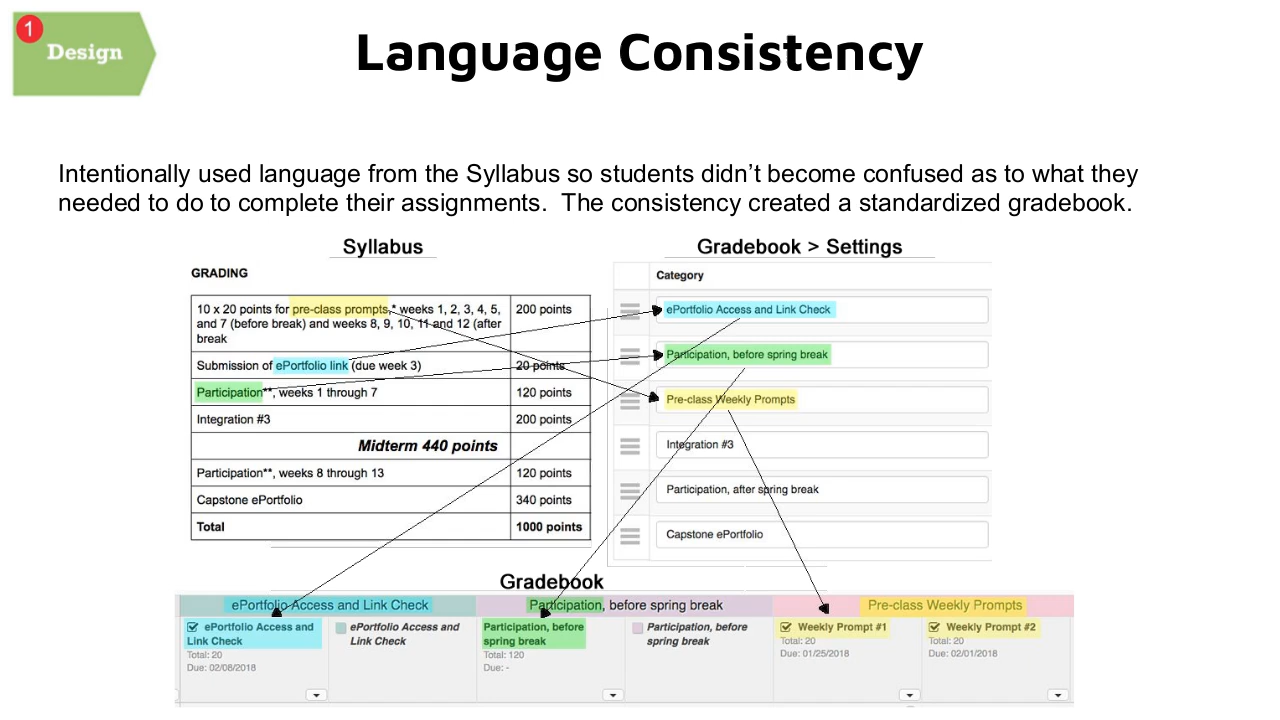 1
Design
Language Consistency
Intentionally used language from the Syllabus so students didn’t become confused as to what they
needed to do to complete their assignments.  The consistency created a standardized gradebook.
Syllabus
GRADING
10 x 20 points for pre-class prompts,* weeks 1, 2, 3, 4, 5,
and 7 (before break) and weeks 8, 9, 10, 11 and 12 (after
break
200 points
Submission of ePortfolio link (due week 3)
20 points
Participation**, weeks 1 through 7
120 points
Integration #3
200 points
Midterm 440 points
Participation**, weeks 8 through 13
120 points
Capstone ePortfolio
340 points
Total
1000 points
Gradebook > Settings
Category
ePortfolio Access and Link Check
Participation, before spring break
Pre-class Weekly Prompts
Integration #3
Participation, after spring break
Capstone ePortfolio
Gradebook
ePortfolio Access and Link Check
Participation, before spring break
Pre-class Weekly Prompts
ePortfolio Access and
Link Check
Total: 20
Due: 02/08/2018
ePortfolio Access and
Link Check
Participation, before
spring break
Total: 120
Due: -
Participation, before
spring break
Weekly Prompt #1
Total: 20
Due: 01/25/2018
Weekly Prompt #2
Total: 20
Due: 02/01/2018